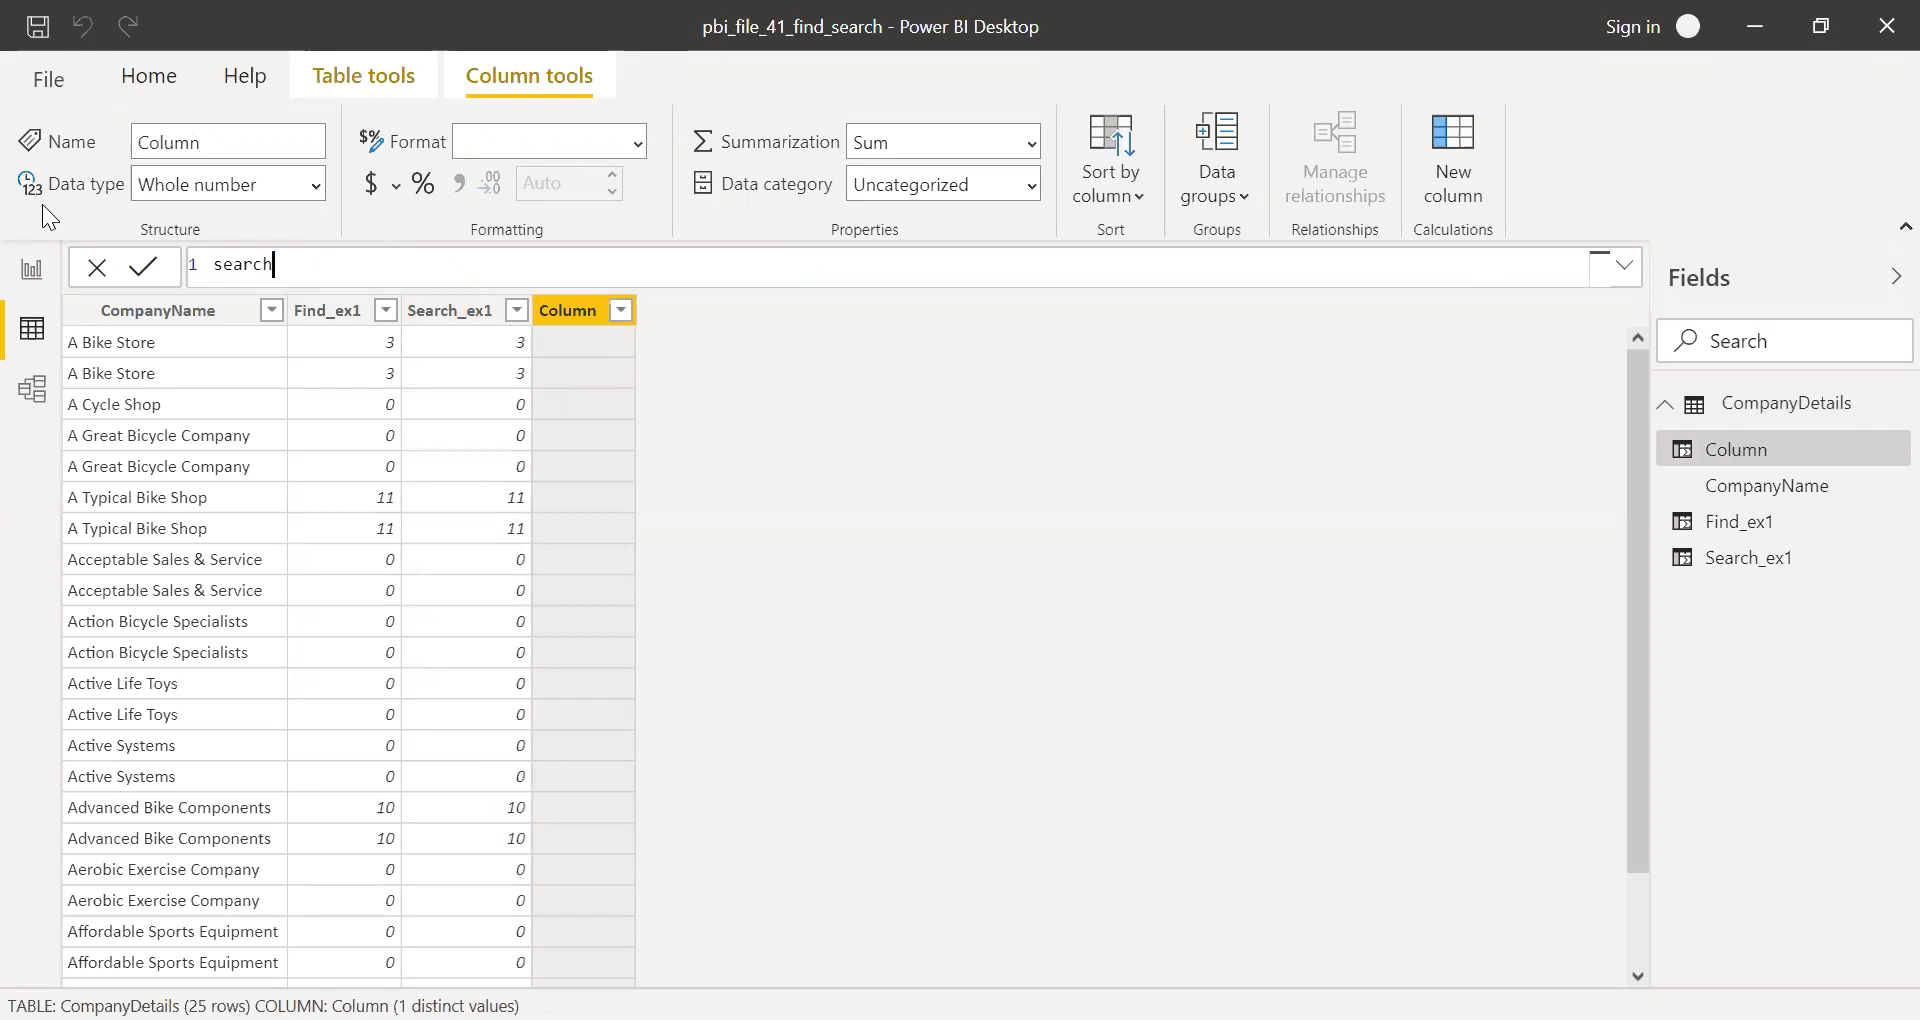 pbi_file_41_find_search - Power BI Desktop
Sign in
File Home Help Table tools Column tools
Name Column
Data type Whole number
Structure
$% Format
$ % 9 .00 Auto
Formatting
Summarization Sum
Data category Uncategorized
Properties
Sort by
column
Sort
Data
groups
Groups
Manage
relationships
Relationships
New
column
Calculations
1 search
CompanyName Find_ex1 Search_ex1 Column
A Bike Store 3 3
A Bike Store 3 3
A Cycle Shop 0 0
A Great Bicycle Company 0 0
A Great Bicycle Company 0 0
A Typical Bike Shop 11 11
A Typical Bike Shop 11 11
Acceptable Sales & Service 0 0
Acceptable Sales & Service 0 0
Action Bicycle Specialists 0 0
Action Bicycle Specialists 0 0
Active Life Toys 0 0
Active Life Toys 0 0
Active Systems 0 0
Active Systems 0 0
Advanced Bike Components 10 10
Advanced Bike Components 10 10
Aerobic Exercise Company 0 0
Aerobic Exercise Company 0 0
Affordable Sports Equipment 0 0
Affordable Sports Equipment 0 0
Fields
Search
CompanyDetails
Column
CompanyName
Find_ex1
Search_ex1
TABLE: CompanyDetails (25 rows) COLUMN: Column (1 distinct values)